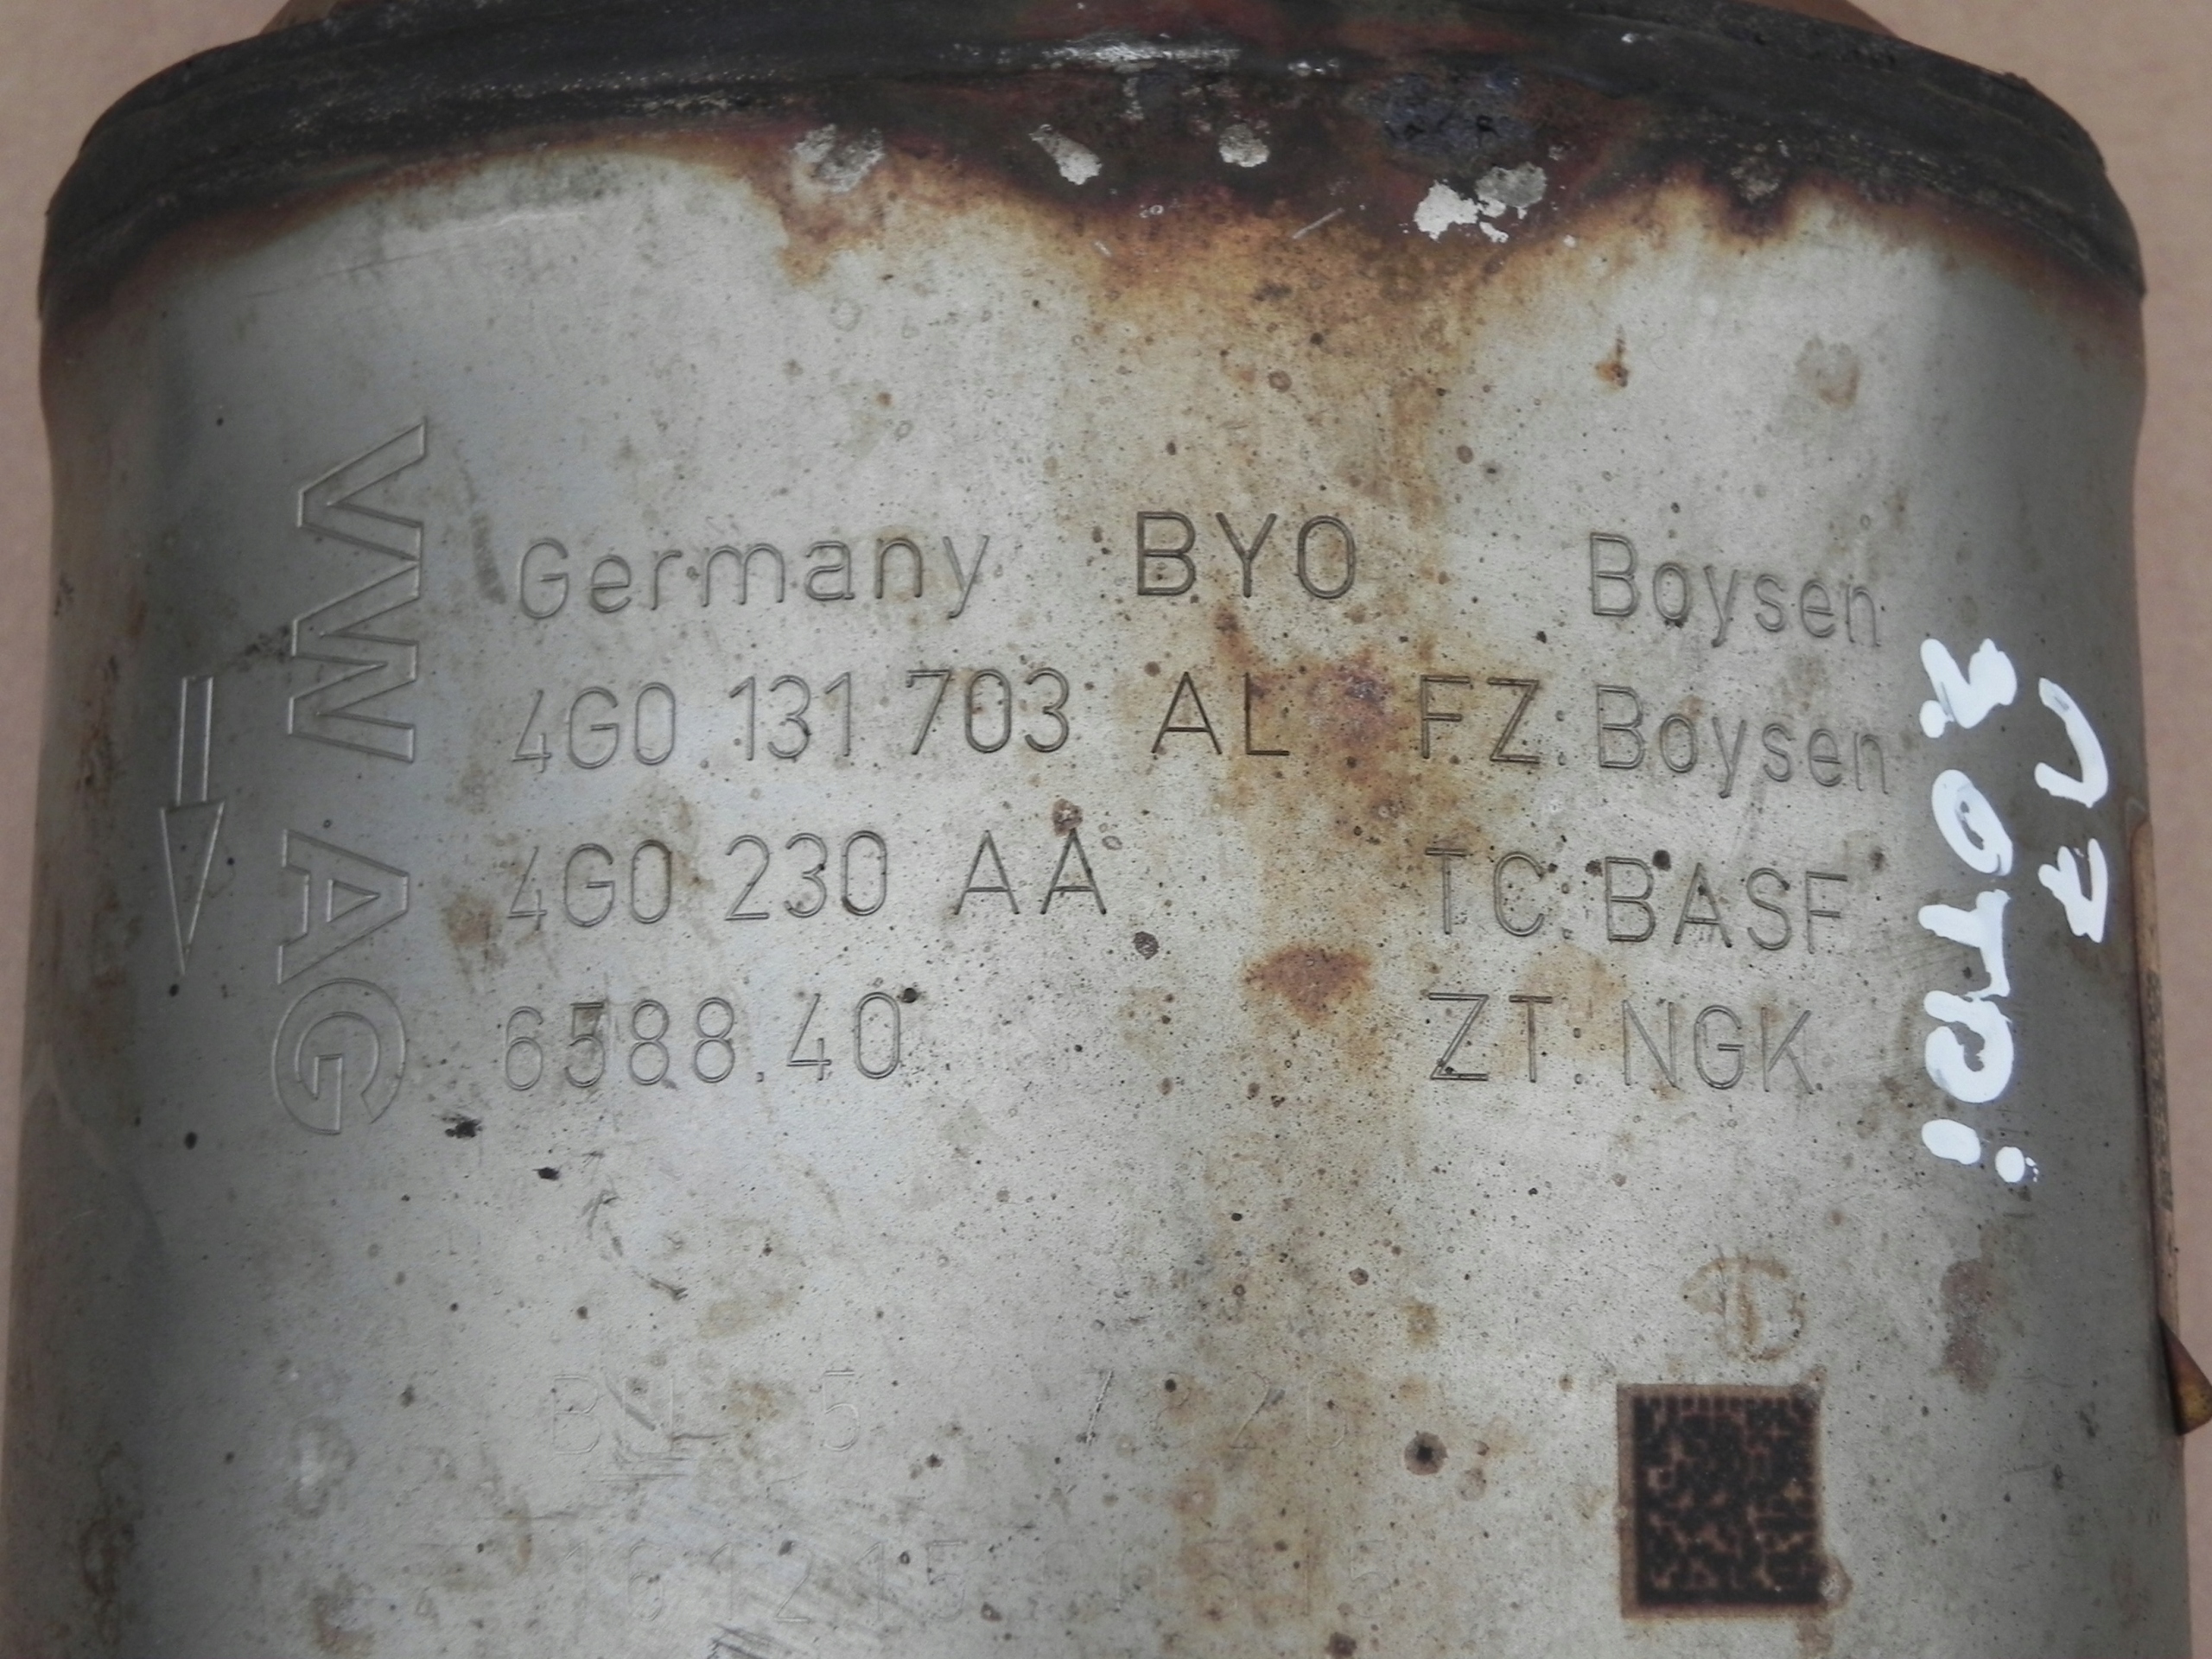 VW AG
Germany BYO Boysen
4G0 131 703 AL FZ: Boysen
4G0 230 AA TC: BASF
6588.40 ZT: NGK
3.0TDi